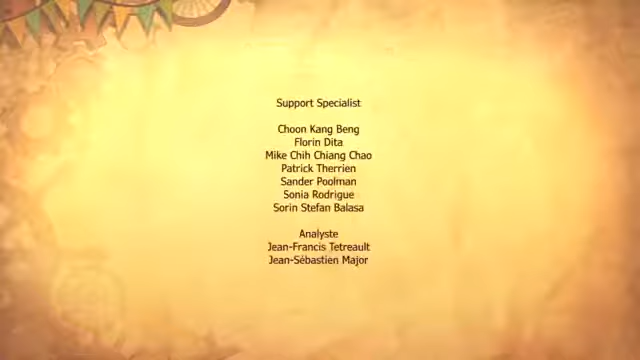 Support Specialist
Choon Kang Beng
Florin Dita
Mike Chih Chiang Chao
Patrick Therrien
Sander Poolman
Sonia Rodrigue
Sorin Stefan Balasa
Analyste
Jean-Francis Tetreault
Jean-Sébastien Major